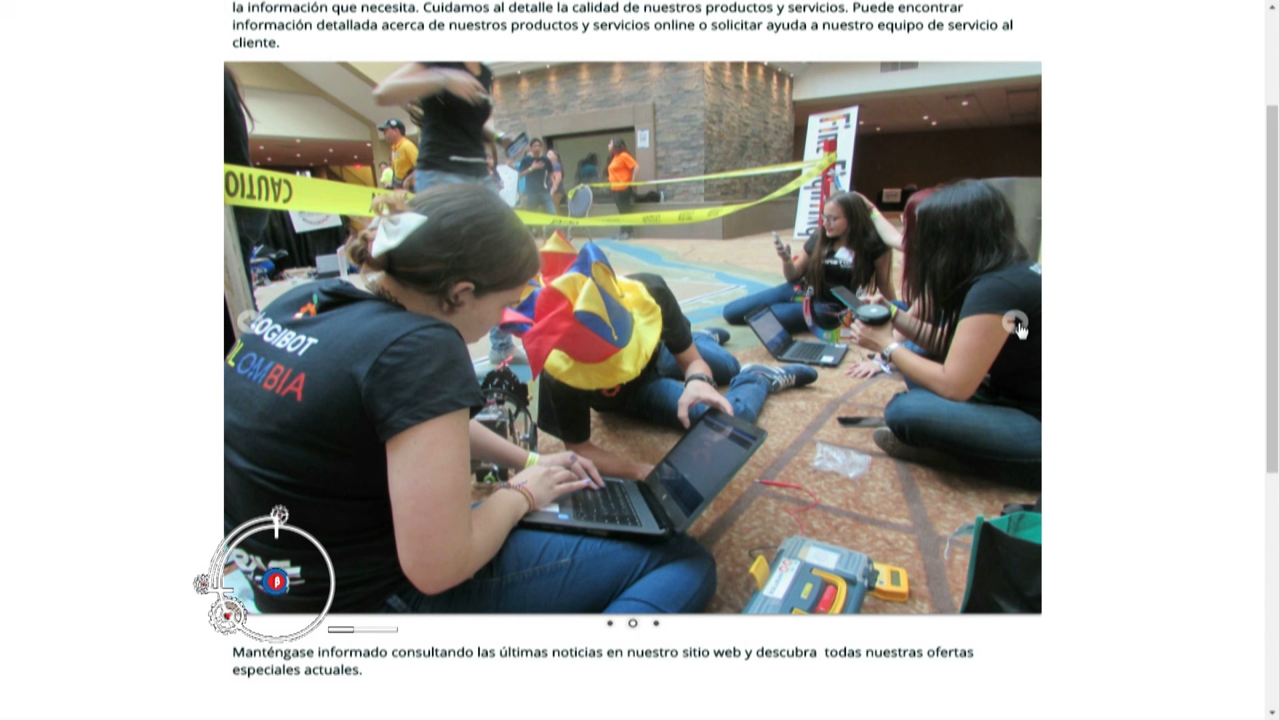 la información que necesita. Cuidamos al detalle la calidad de nuestros productos y servicios. Puede encontrar
información detallada acerca de nuestros productos y servicios online o solicitar ayuda a nuestro equipo de servicio al
cliente.
CAUTIO
Fire Fighting
LOGIBOT
LOMBIA
β
Manténgase informado consultando las últimas noticias en nuestro sitio web y descubra todas nuestras ofertas
especiales actuales.